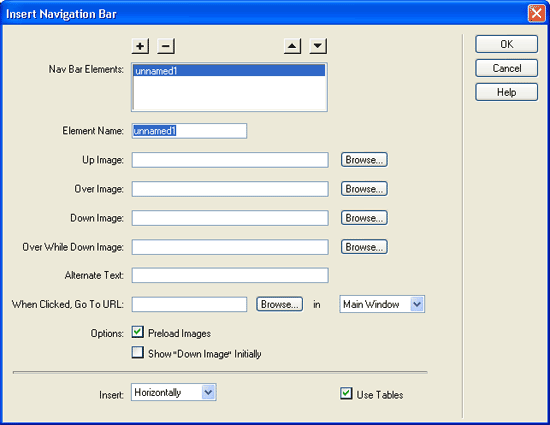 Insert Navigation Bar
OK
Cancel
Help
Nav Bar Elements: unnamed1
Element Name: unnamed1
Up Image: Browse...
Over Image: Browse...
Down Image: Browse...
Over While Down Image: Browse...
Alternate Text:
When Clicked, Go To URL: Browse... in Main Window
Options: Preload Images
Show "Down Image" Initially
Insert: Horizontally Use Tables